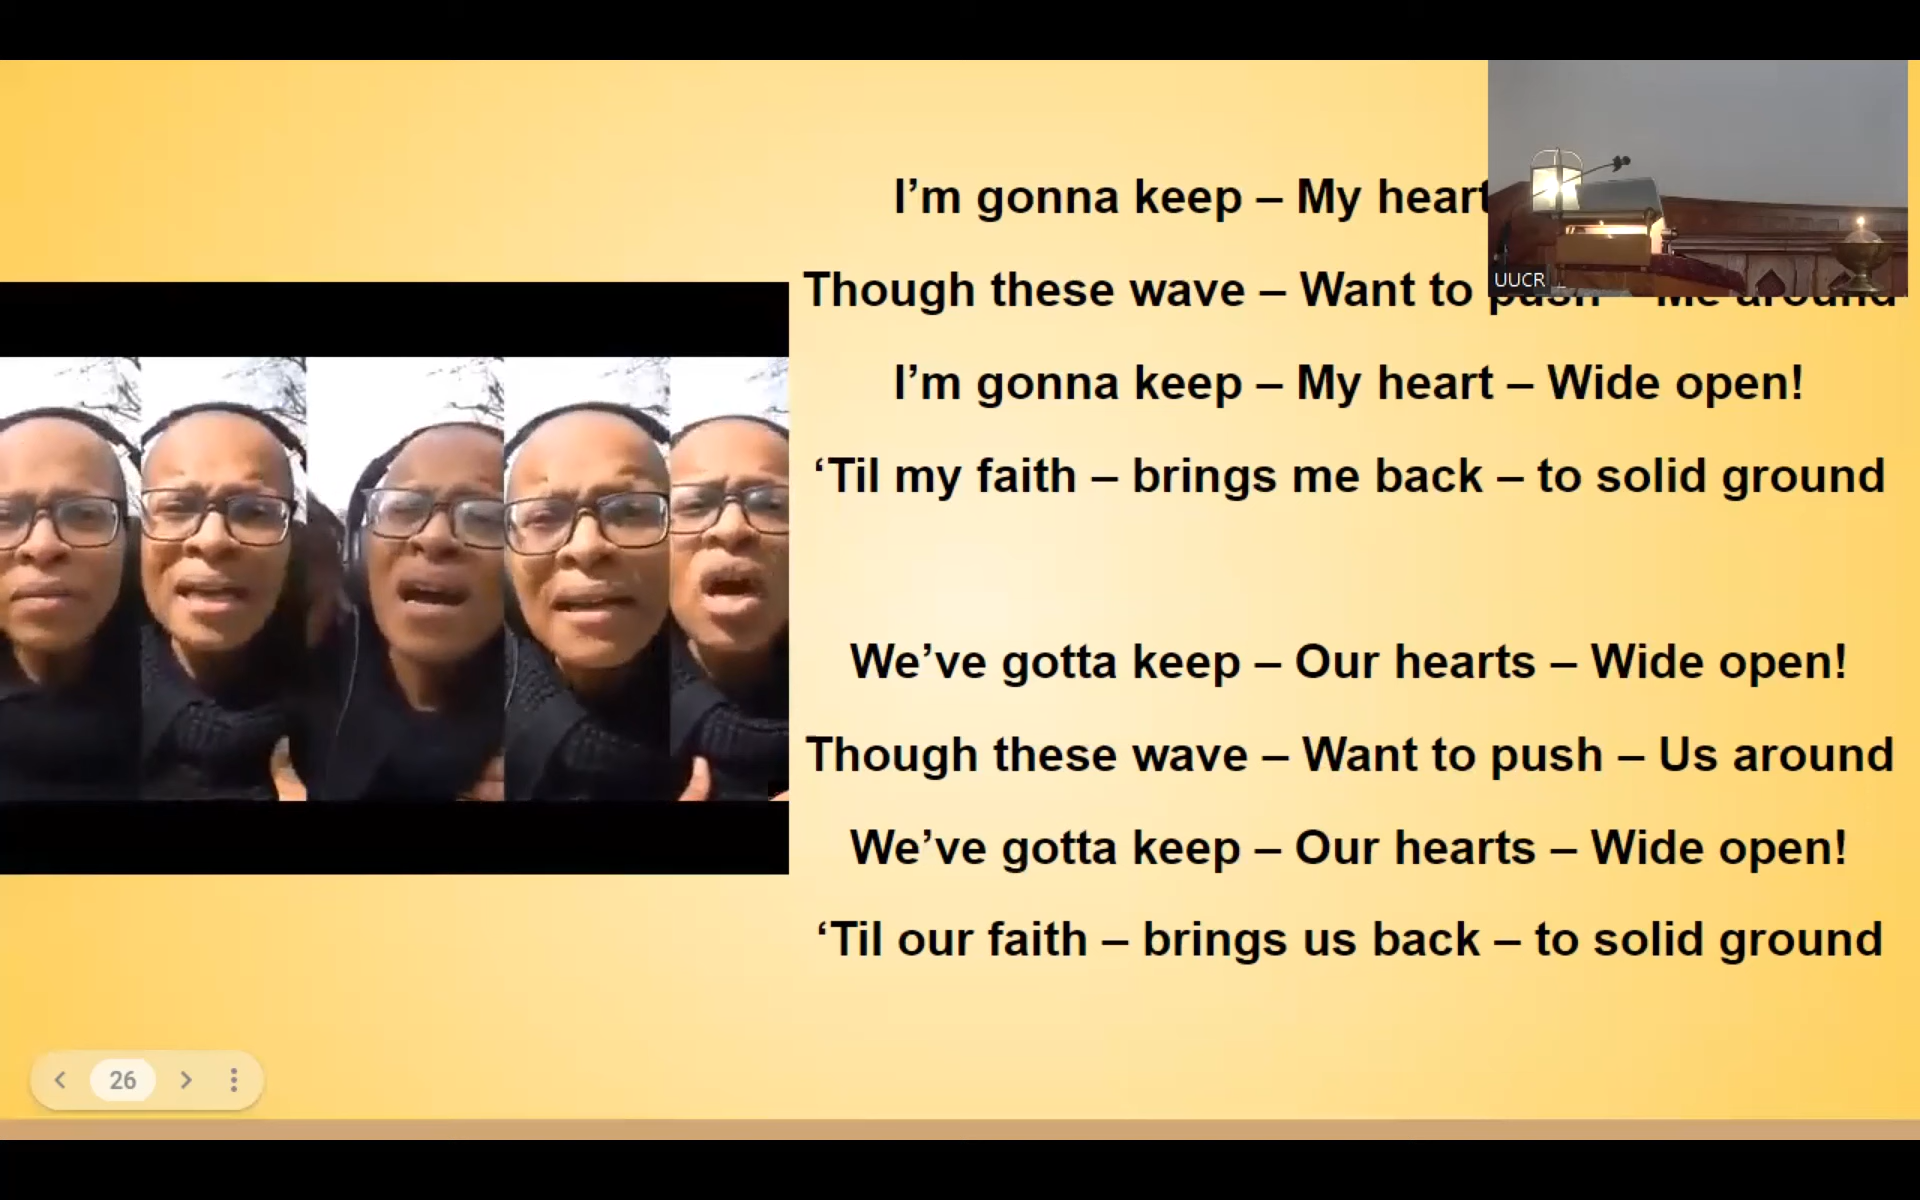 I’m gonna keep – My heart
Though these wave – Want to push – Me around
I’m gonna keep – My heart – Wide open!
‘Til my faith – brings me back – to solid ground
We’ve gotta keep – Our hearts – Wide open!
Though these wave – Want to push – Us around
We’ve gotta keep – Our hearts – Wide open!
‘Til our faith – brings us back – to solid ground
UUCR
26